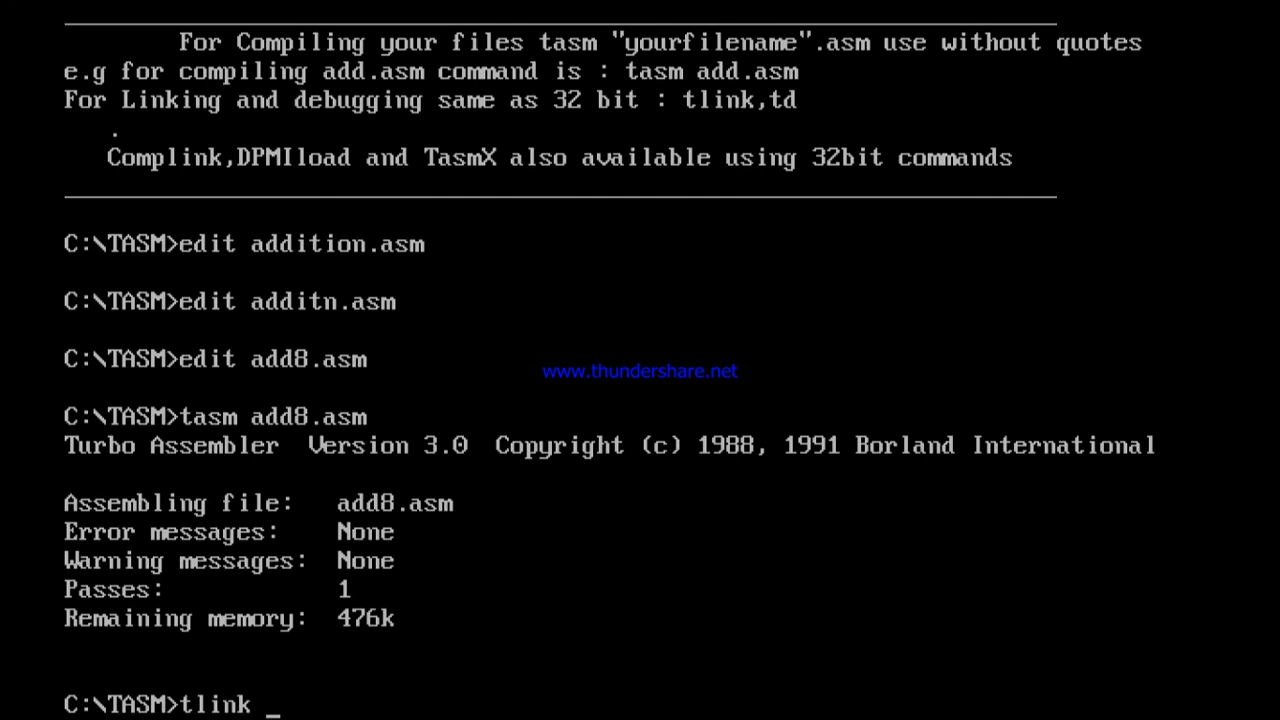 For Compiling your files tasm "yourfilename".asm use without quotes
e.g for compiling add.asm command is : tasm add.asm
For Linking and debugging same as 32 bit : tlink,td
.
Complink,DPMIload and TasmX also available using 32bit commands
C:\TASM>edit addition.asm
C:\TASM>edit additn.asm
C:\TASM>edit add8.asm
www.thundershare.net
C:\TASM>tasm add8.asm
Turbo Assembler  Version 3.0  Copyright (c) 1988, 1991 Borland International
Assembling file:   add8.asm
Error messages:    None
Warning messages:  None
Passes:            1
Remaining memory:  476k
C:\TASM>tlink _